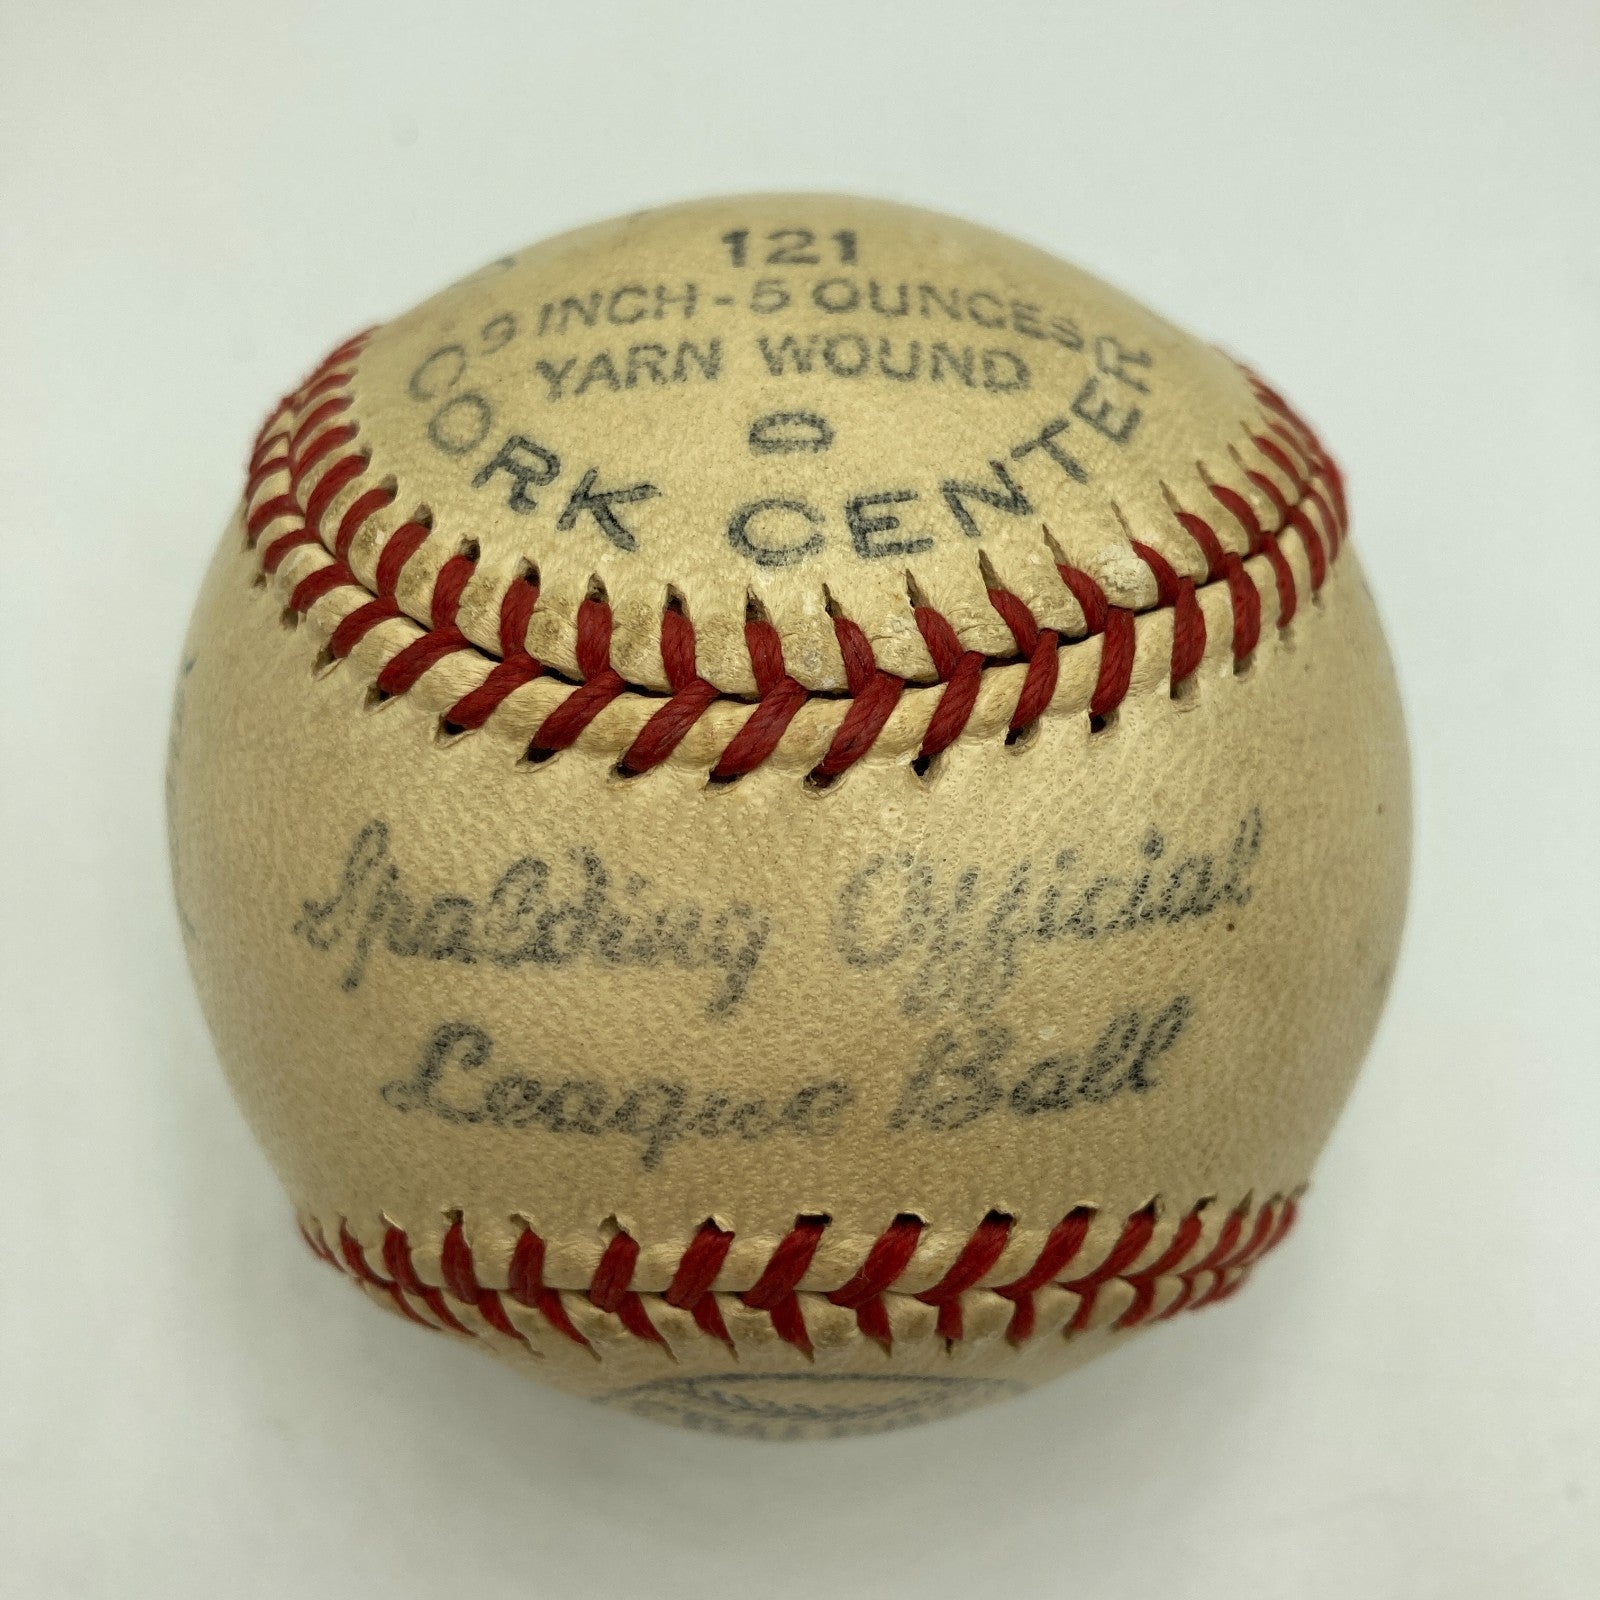 121
9 INCH - 5 OUNCES
YARN WOUND
CORK CENTER
Spalding Official
League Ball